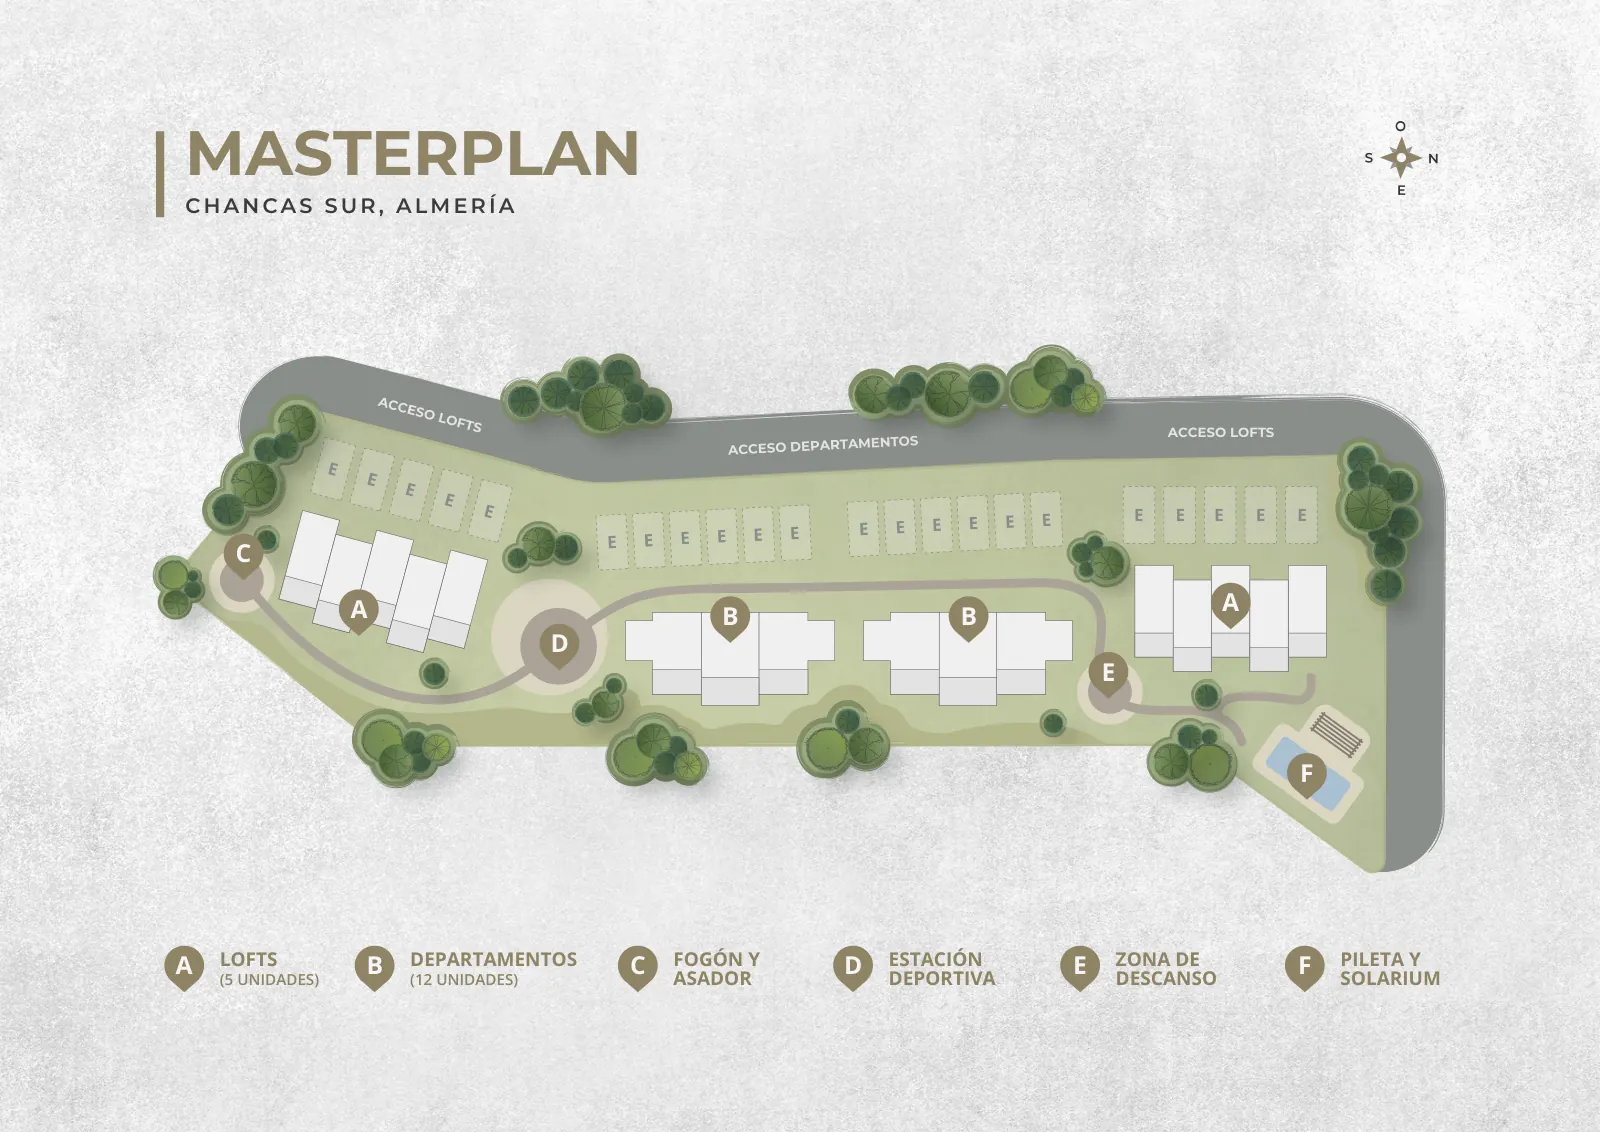 MASTERPLAN
CHANCAS SUR, ALMERÍA
O
S N
E
ACCESO LOFTS
ACCESO DEPARTAMENTOS
ACCESO LOFTS
E E E E E
E E E E E E
E E E E E E
E E E E E
C
A
D
B
B
E
A
F
A LOFTS
(5 UNIDADES)
B DEPARTAMENTOS
(12 UNIDADES)
C FOGÓN Y
ASADOR
D ESTACIÓN
DEPORTIVA
E ZONA DE
DESCANSO
F PILETA Y
SOLARIUM